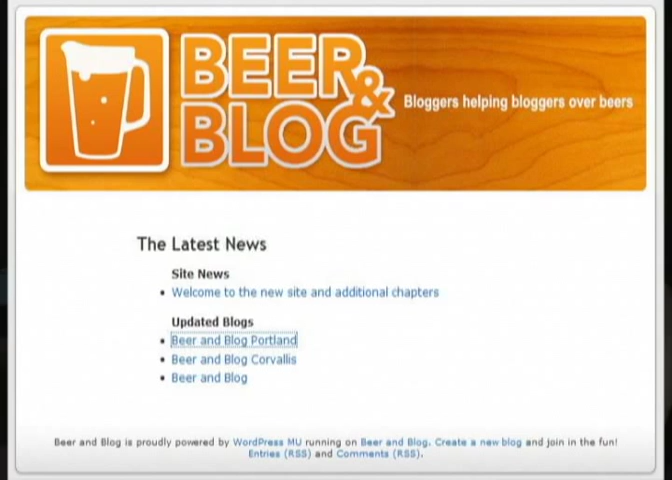 BEER
&
BLOG
Bloggers helping bloggers over beers
The Latest News
Site News
• Welcome to the new site and additional chapters
Updated Blogs
• Beer and Blog Portland
• Beer and Blog Corvallis
• Beer and Blog
Beer and Blog is proudly powered by WordPress MU running on Beer and Blog. Create a new blog and join in the fun!
Entries (RSS) and Comments (RSS).